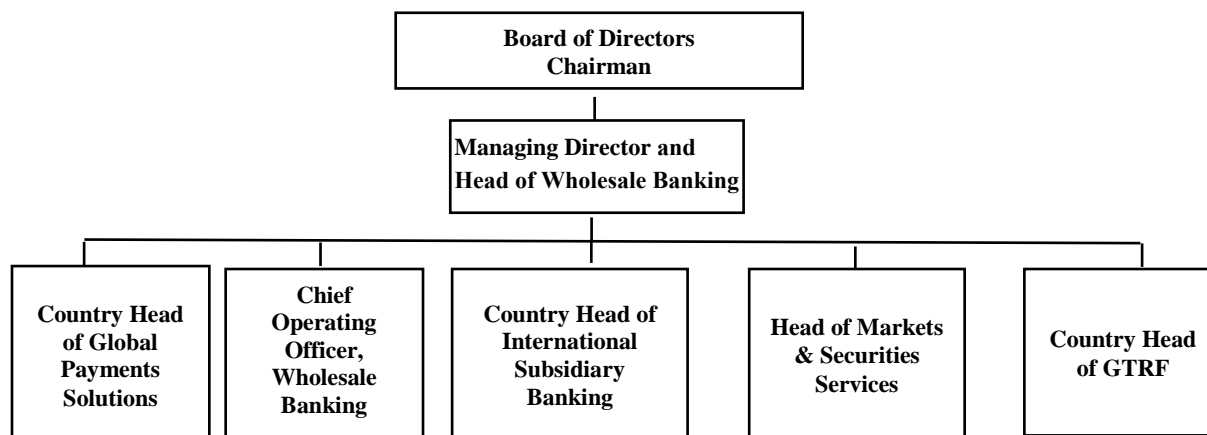 Board of Directors
Chairman
Managing Director and
Head of Wholesale Banking
Country Head
of Global
Payments
Solutions
Chief
Operating
Officer,
Wholesale
Banking
Country Head of
International
Subsidiary
Banking
Head of Markets
& Securities
Services
Country Head
of GTRF